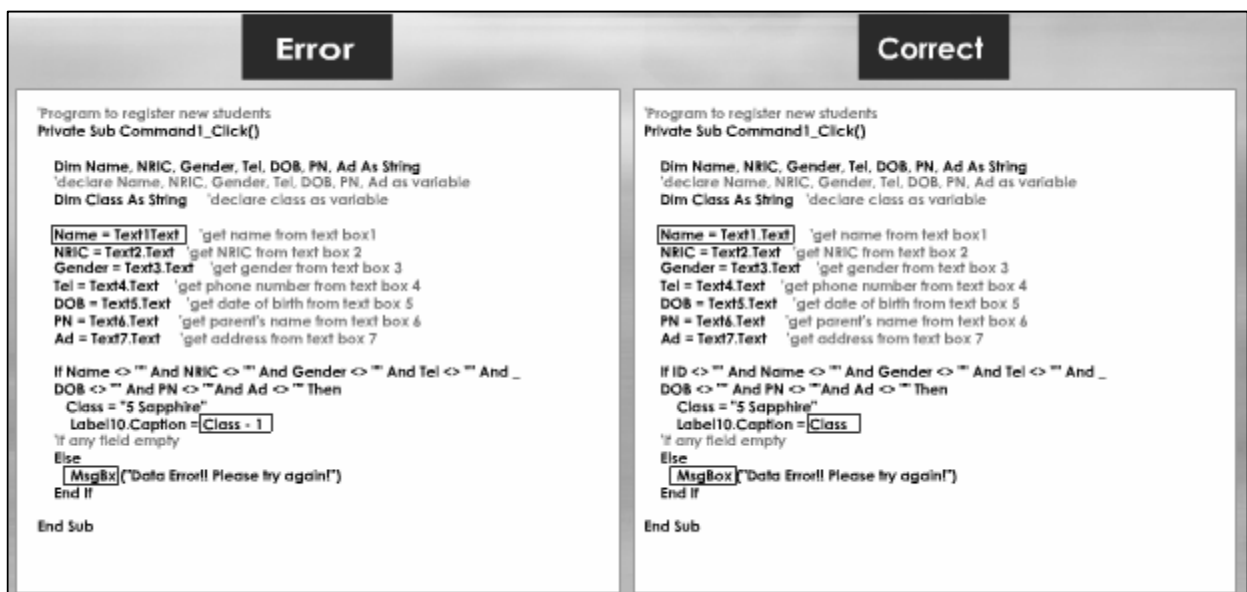 Error
'Program to register new students
Private Sub Command1_Click()
Dim Name, NRIC, Gender, Tel, DOB, PN, Ad As String
'declare Name, NRIC, Gender, Tel, DOB, PN, Ad as variable
Dim Class As String 'declare class as variable
Name = Text1Text 'get name from text box1
NRIC = Text2.Text 'get NRIC from text box 2
Gender = Text3.Text 'get gender from text box 3
Tel = Text4.Text 'get phone number from text box 4
DOB = Text5.Text 'get date of birth from text box 5
PN = Text6.Text 'get parent's name from text box 6
Ad = Text7.Text 'get address from text box 7
If Name <> "" And NRIC <> "" And Gender <> "" And Tel <> "" And _
DOB <> "" And PN <> ""And Ad <> "" Then
Class = "5 Sapphire"
Label10.Caption = Class - 1
'if any field empty
Else
MsgBx ("Data Error!! Please try again!")
End If
End Sub
Correct
'Program to register new students
Private Sub Command1_Click()
Dim Name, NRIC, Gender, Tel, DOB, PN, Ad As String
'declare Name, NRIC, Gender, Tel, DOB, PN, Ad as variable
Dim Class As String 'declare class as variable
Name = Text1.Text 'get name from text box1
NRIC = Text2.Text 'get NRIC from text box 2
Gender = Text3.Text 'get gender from text box 3
Tel = Text4.Text 'get phone number from text box 4
DOB = Text5.Text 'get date of birth from text box 5
PN = Text6.Text 'get parent's name from text box 6
Ad = Text7.Text 'get address from text box 7
If ID <> "" And Name <> "" And Gender <> "" And Tel <> "" And _
DOB <> "" And PN <> ""And Ad <> "" Then
Class = "5 Sapphire"
Label10.Caption = Class
'if any field empty
Else
MsgBox ("Data Error!! Please try again!")
End If
End Sub